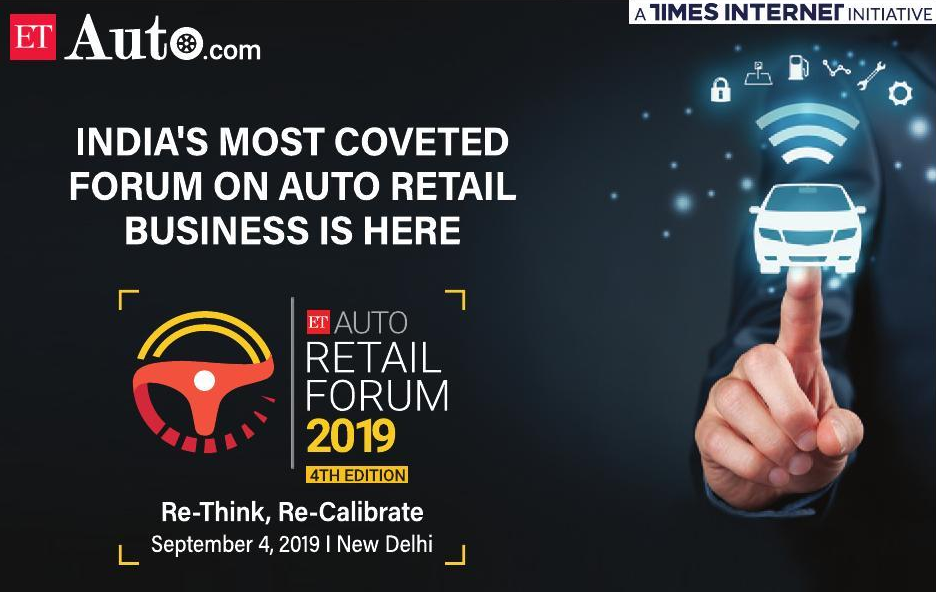 ET Auto.com
A TIMES INTERNET INITIATIVE
INDIA'S MOST COVETED
FORUM ON AUTO RETAIL
BUSINESS IS HERE
ET AUTO
RETAIL
FORUM
2019
4TH EDITION
Re-Think, Re-Calibrate
September 4, 2019 I New Delhi
P